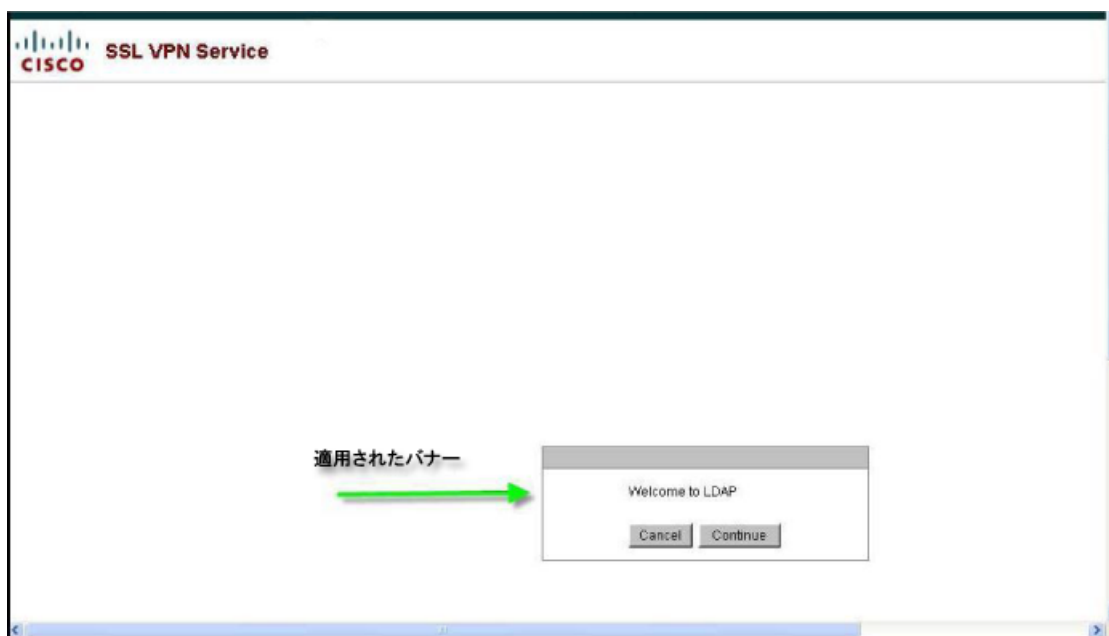 CISCO
SSL VPN Service
適用されたバナー
Welcome to LDAP
Cancel
Continue